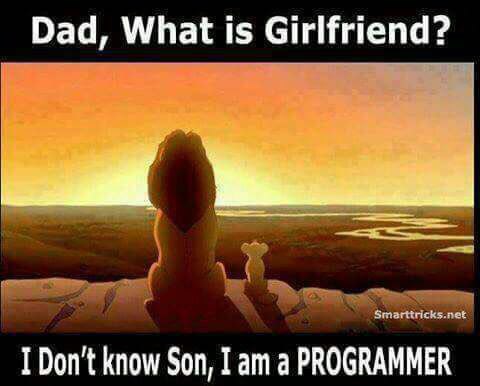 Dad, What is Girlfriend?
Smarttricks.net
I Don't know Son, I am a PROGRAMMER